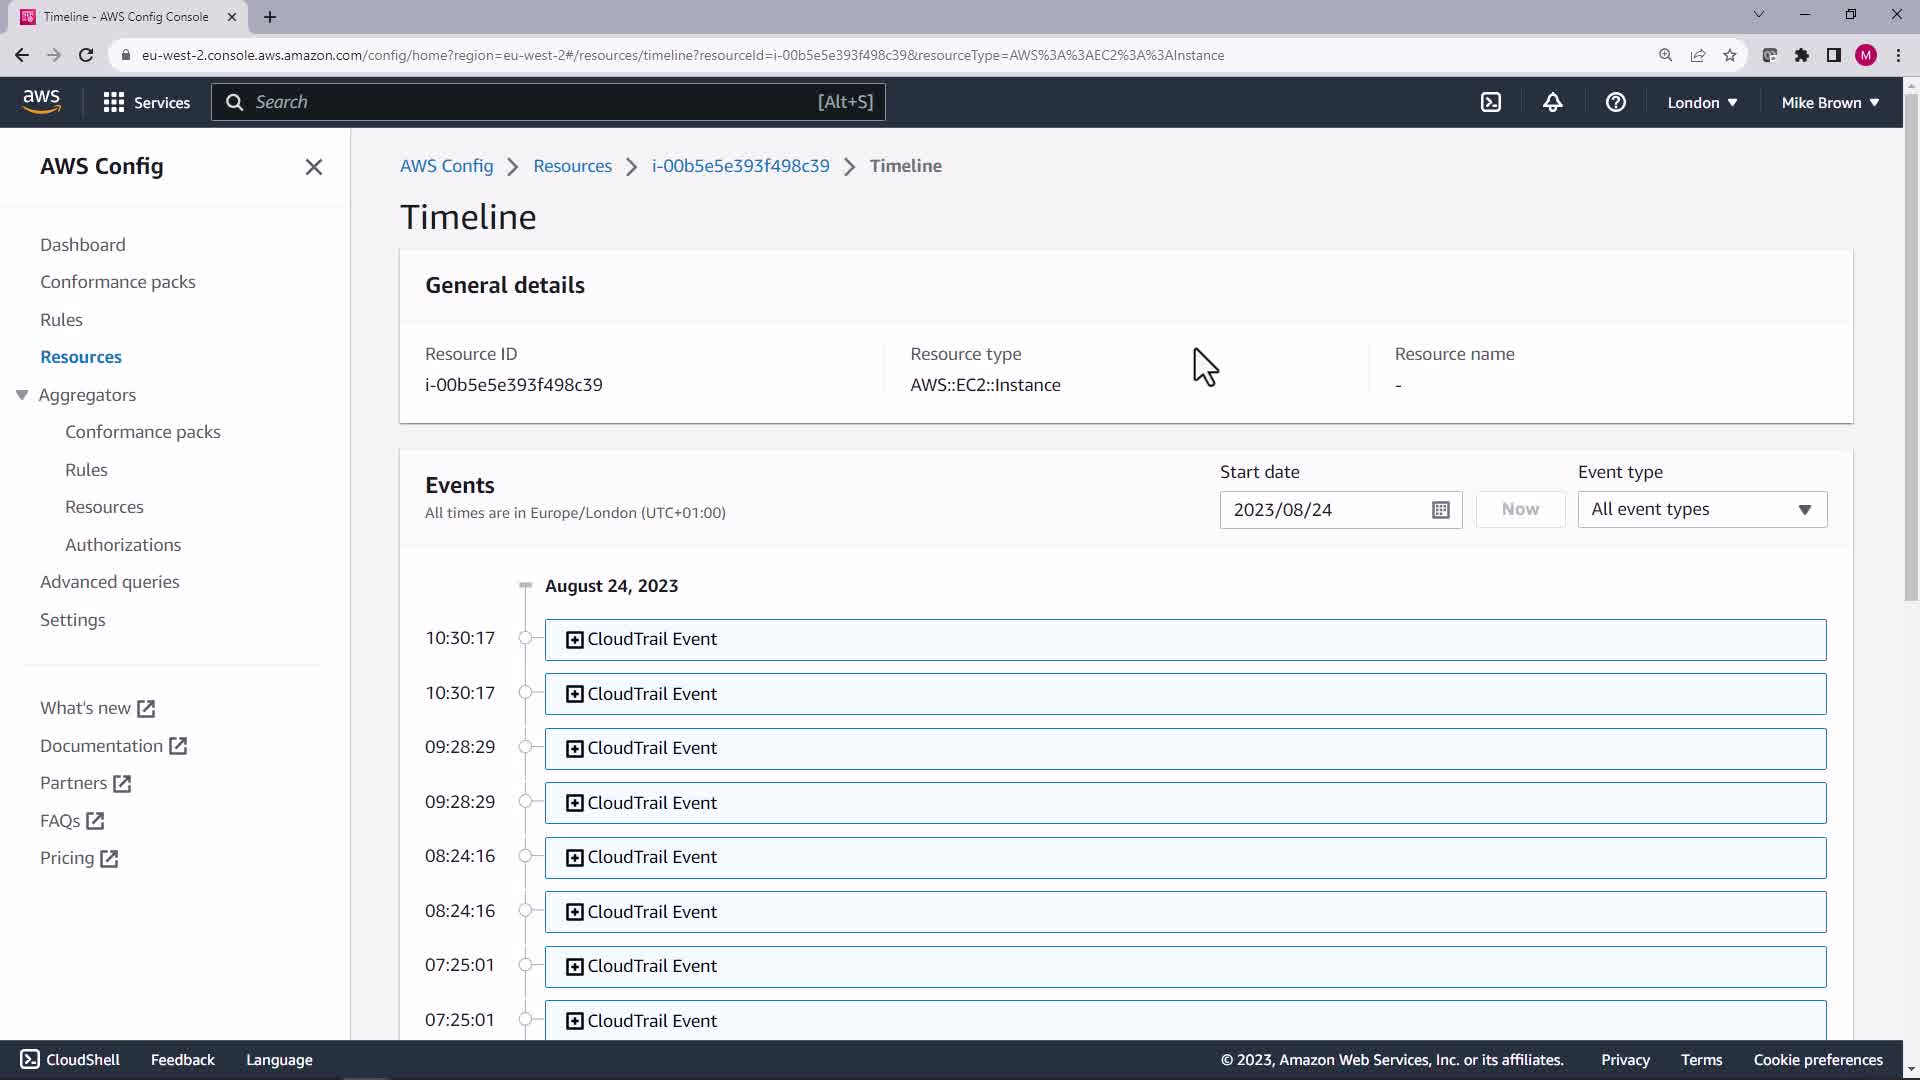 Timeline - AWS Config Console
eu-west-2.console.aws.amazon.com/config/home?region=eu-west-2#/resources/timeline?resourceId=i-00b5e5e393f498c39&resourceType=AWS%3A%3AEC2%3A%3AInstance
M
aws
Services
Search
[Alt+S]
London
Mike Brown
AWS Config
Dashboard
Conformance packs
Rules
Resources
Aggregators
Conformance packs
Rules
Resources
Authorizations
Advanced queries
Settings
What's new
Documentation
Partners
FAQs
Pricing
AWS Config > Resources > i-00b5e5e393f498c39 > Timeline
Timeline
General details
Resource ID
i-00b5e5e393f498c39
Resource type
AWS::EC2::Instance
Resource name
-
Events
All times are in Europe/London (UTC+01:00)
Start date
2023/08/24
Now
Event type
All event types
August 24, 2023
10:30:17 CloudTrail Event
10:30:17 CloudTrail Event
09:28:29 CloudTrail Event
09:28:29 CloudTrail Event
08:24:16 CloudTrail Event
08:24:16 CloudTrail Event
07:25:01 CloudTrail Event
07:25:01 CloudTrail Event
CloudShell Feedback Language
© 2023, Amazon Web Services, Inc. or its affiliates. Privacy Terms Cookie preferences